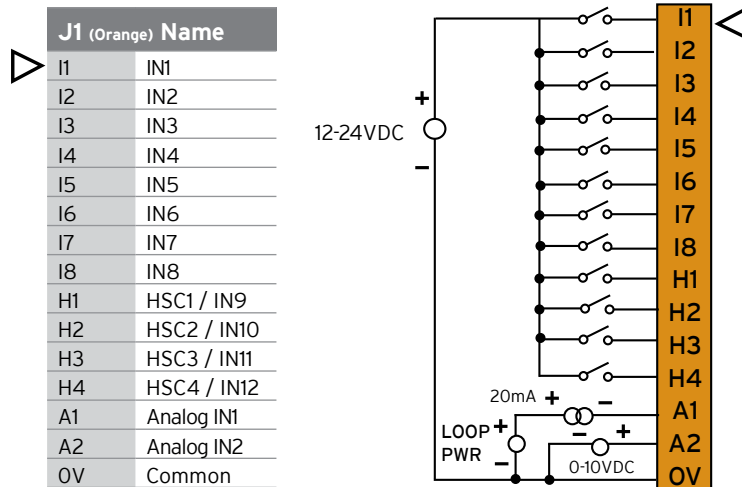 J1 (Orange) Name
I1 IN1
I2 IN2
I3 IN3
I4 IN4
I5 IN5
I6 IN6
I7 IN7
I8 IN8
H1 HSC1 / IN9
H2 HSC2 / IN10
H3 HSC3 / IN11
H4 HSC4 / IN12
A1 Analog IN1
A2 Analog IN2
0V Common
12-24VDC
+
−
I1
I2
I3
I4
I5
I6
I7
I8
H1
H2
H3
H4
20mA + −
A1
LOOP +
PWR
−
− +
A2
0-10VDC
0V